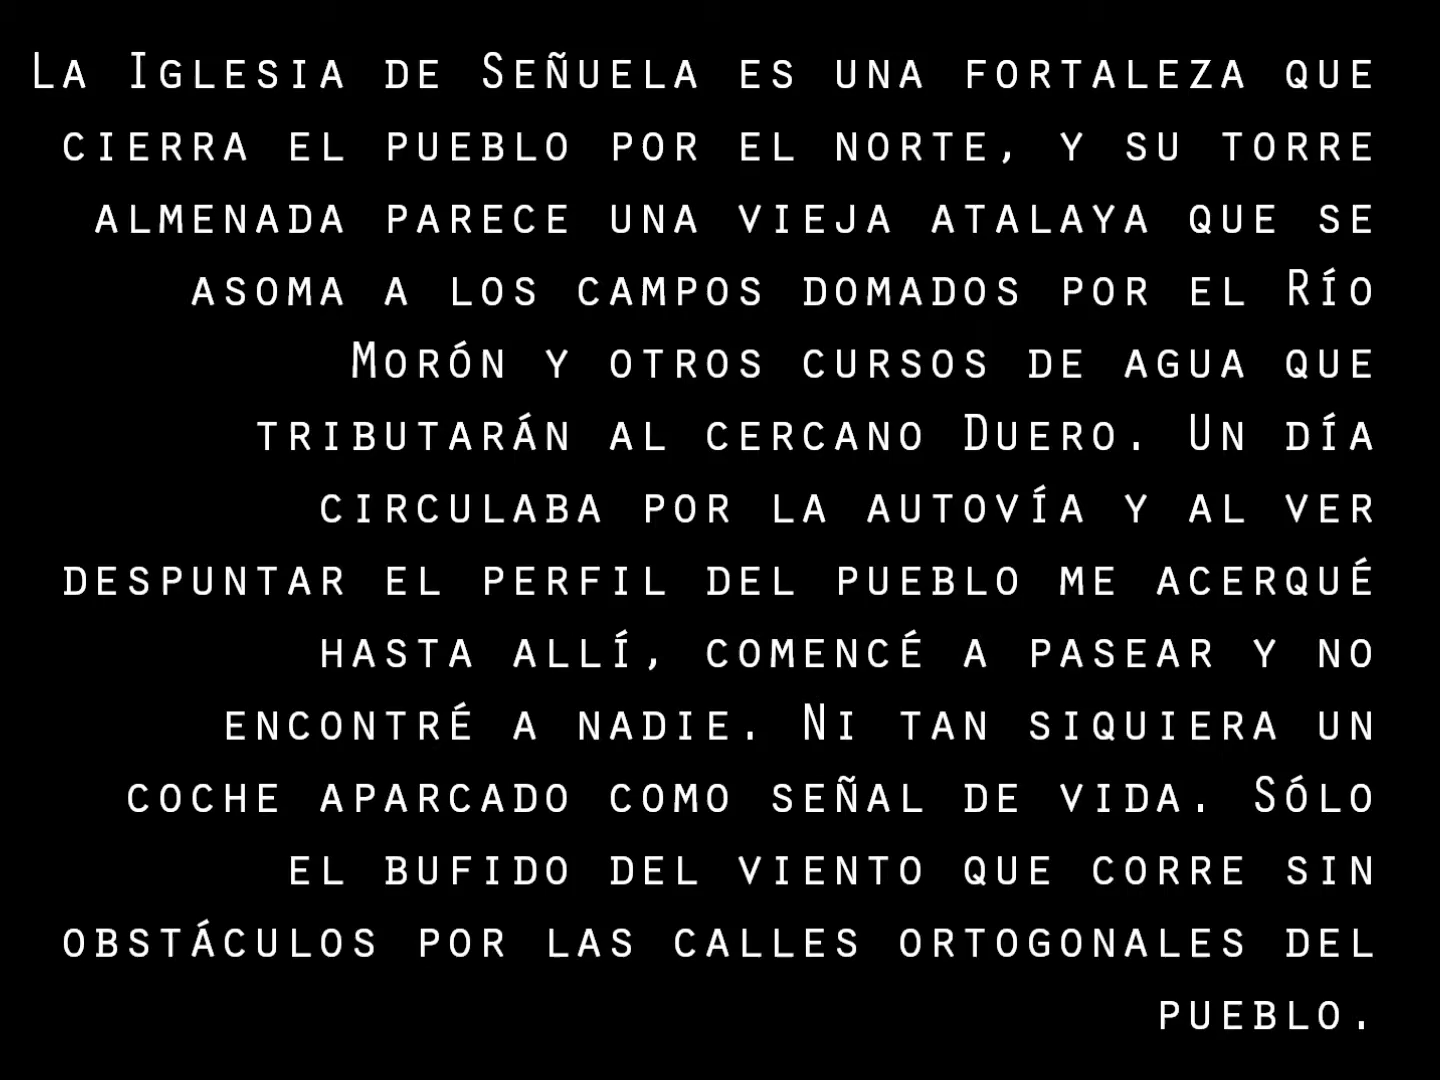 La Iglesia de Señuela es una fortaleza que
cierra el pueblo por el norte, y su torre
almenada parece una vieja atalaya que se
asoma a los campos domados por el Río
Morón y otros cursos de agua que
tributarán al cercano Duero. Un día
circulaba por la autovía y al ver
despuntar el perfil del pueblo me acerqué
hasta allí, comencé a pasear y no
encontré a nadie. Ni tan siquiera un
coche aparcado como señal de vida. Sólo
el bufido del viento que corre sin
obstáculos por las calles ortogonales del
pueblo.